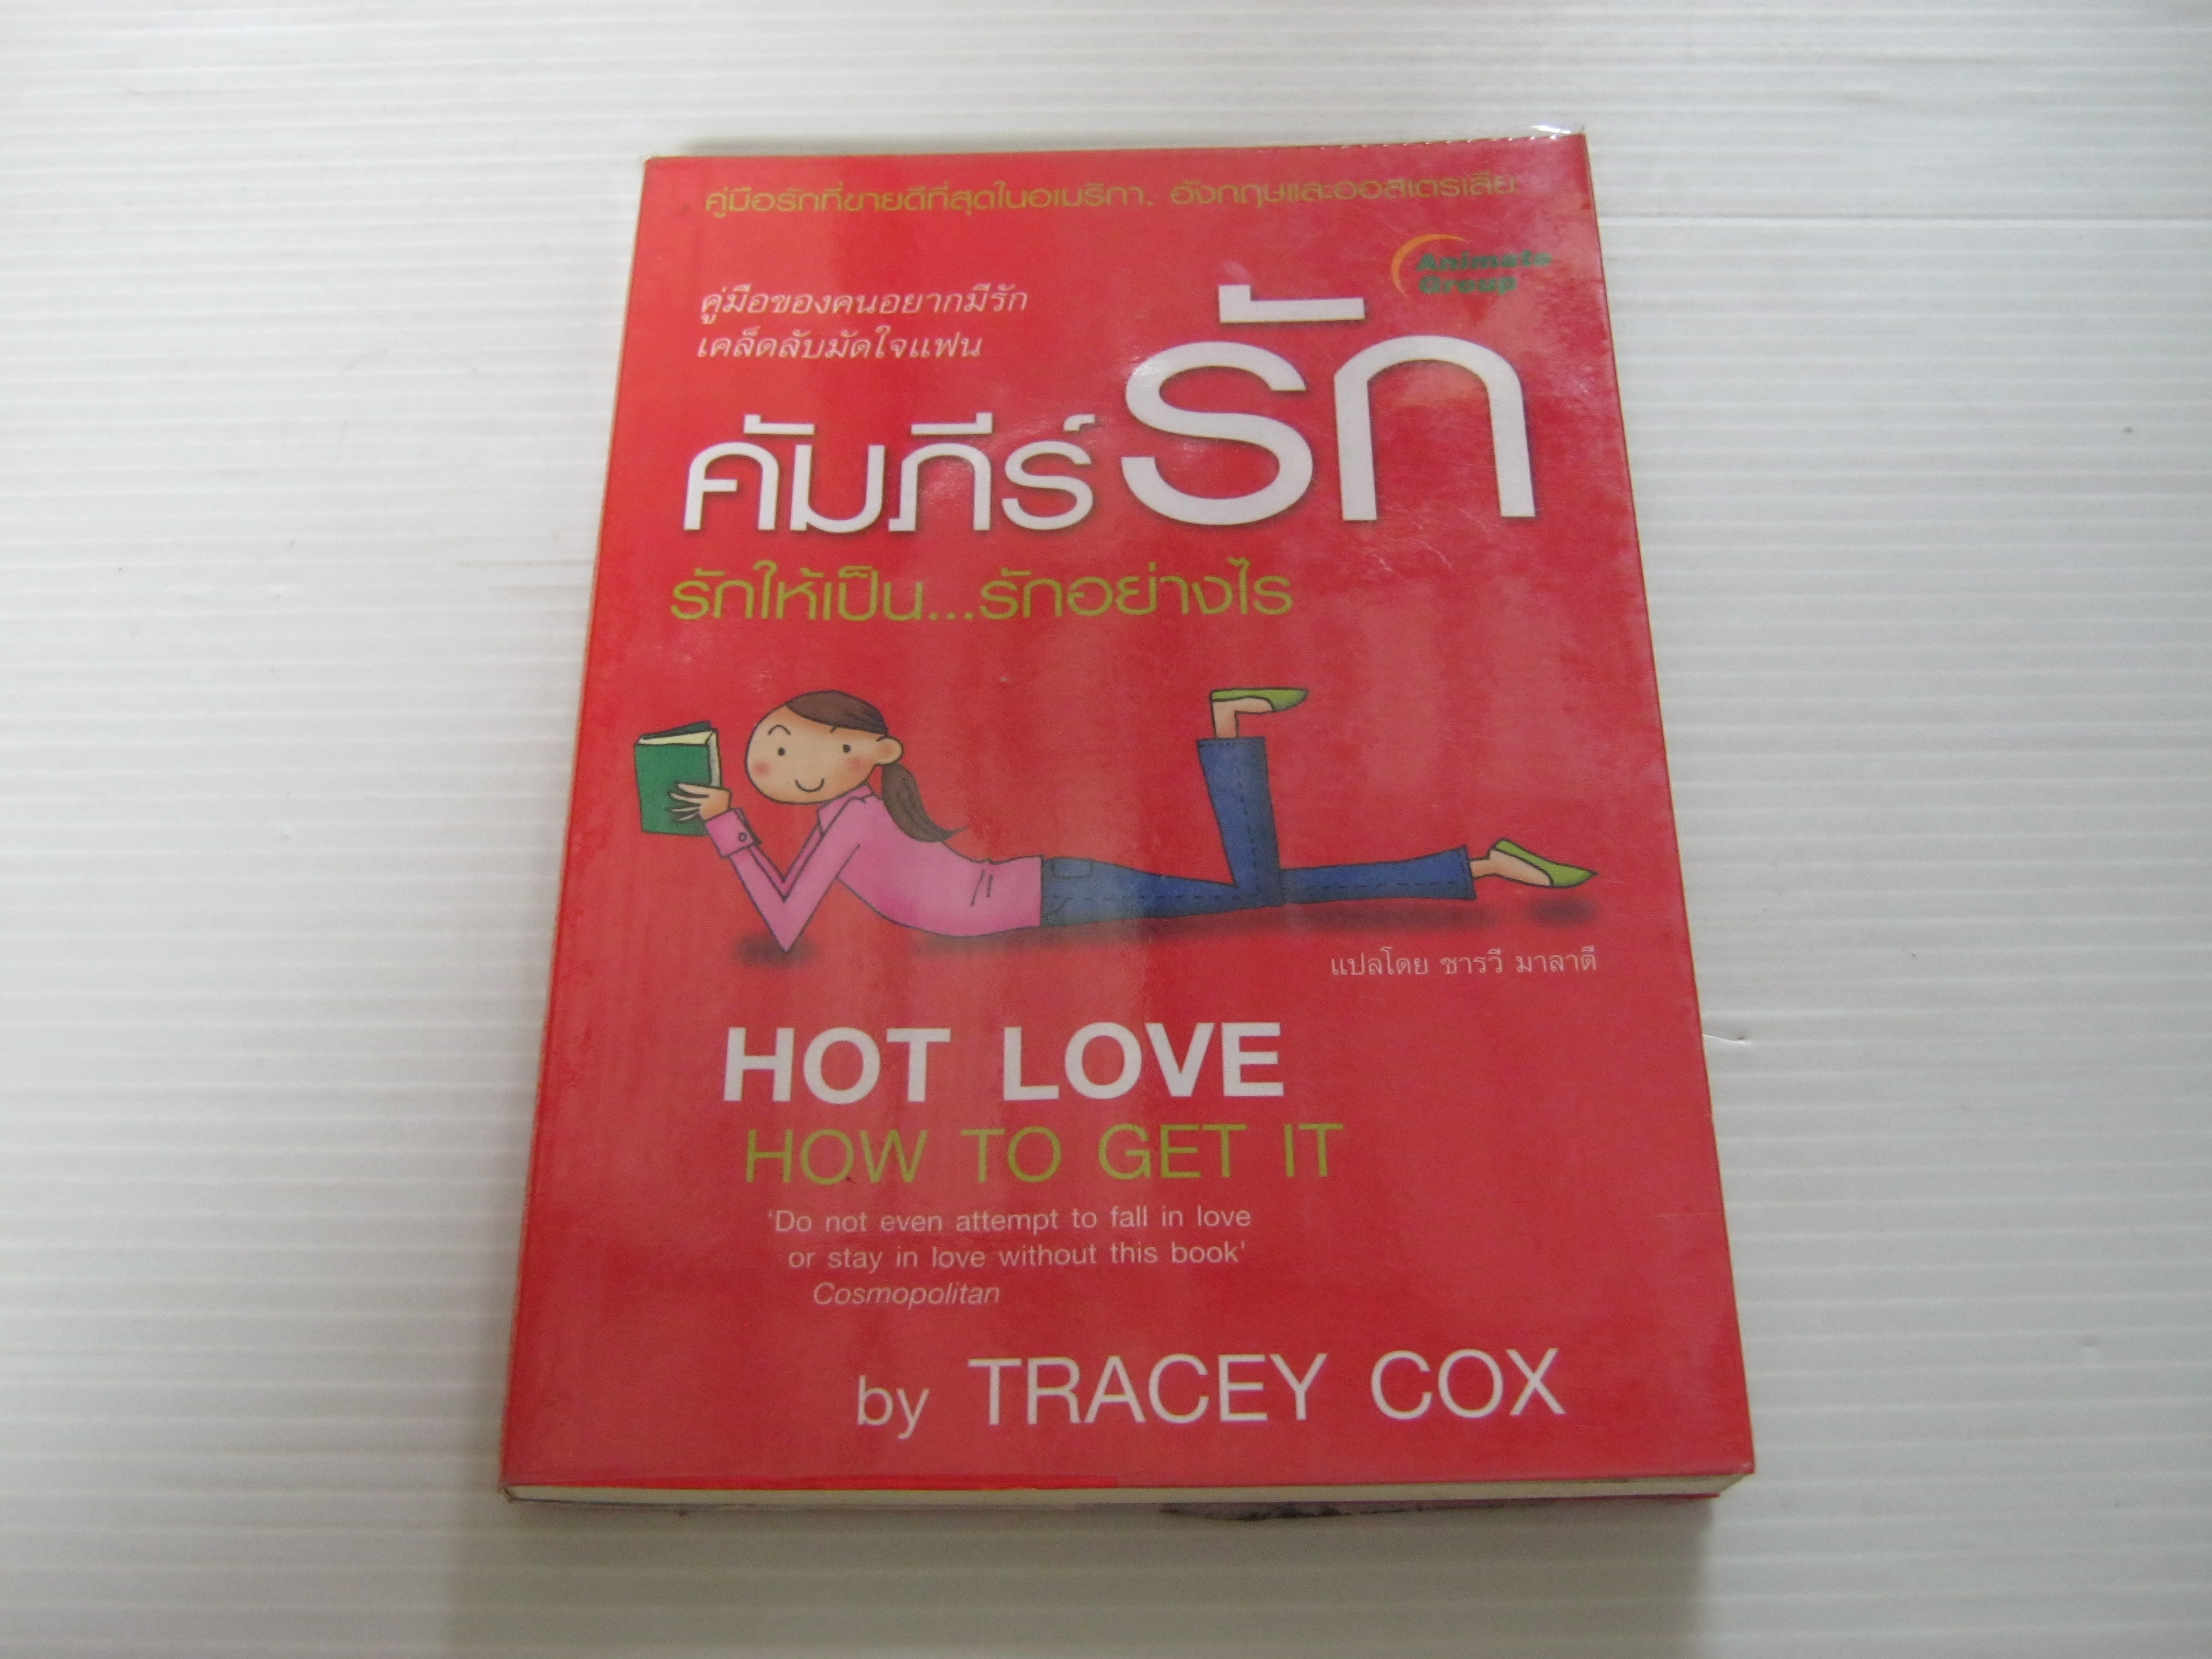 คู่มือรักที่ขายดีที่สุดในอเมริกา, อังกฤษและออสเตรเลีย
Animate
Group
คู่มือของคนอยากมีรัก
เคล็ดลับมัดใจแฟน
คัมภีร์รัก
รักให้เป็น...รักอย่างไร
แปลโดย ชารวี มาลาดี
HOT LOVE
HOW TO GET IT
'Do not even attempt to fall in love
or stay in love without this book'
Cosmopolitan
by TRACEY COX